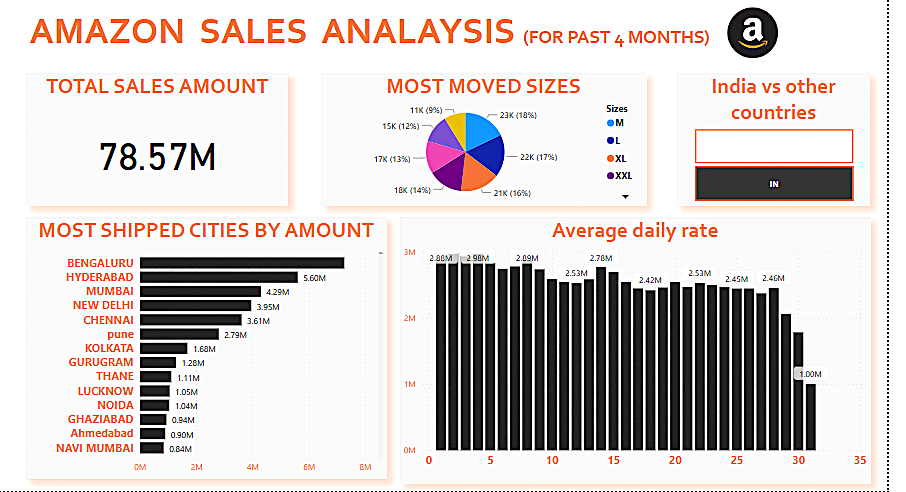 AMAZON SALES ANALAYSIS (FOR PAST 4 MONTHS) a
TOTAL SALES AMOUNT
78.57M
MOST MOVED SIZES
23K (18%)
22K (17%)
21K (16%)
18K (14%)
17K (13%)
15K (12%)
11K (9%)
Sizes
M
L
XL
XXL
India vs other
countries
IN
MOST SHIPPED CITIES BY AMOUNT
BENGALURU
HYDERABAD 5.60M
MUMBAI 4.29M
NEW DELHI 3.95M
CHENNAI 3.61M
pune 2.79M
KOLKATA 1.68M
GURUGRAM 1.28M
THANE 1.11M
LUCKNOW 1.05M
NOIDA 1.04M
GHAZIABAD 0.94M
Ahmedabad 0.90M
NAVI MUMBAI 0.84M
0M 2M 4M 6M 8M
Average daily rate
3M
2M
1M
0M
2.88M 2.98M 2.89M 2.53M 2.78M 2.42M 2.53M 2.45M 2.46M 1.00M
0 5 10 15 20 25 30 35